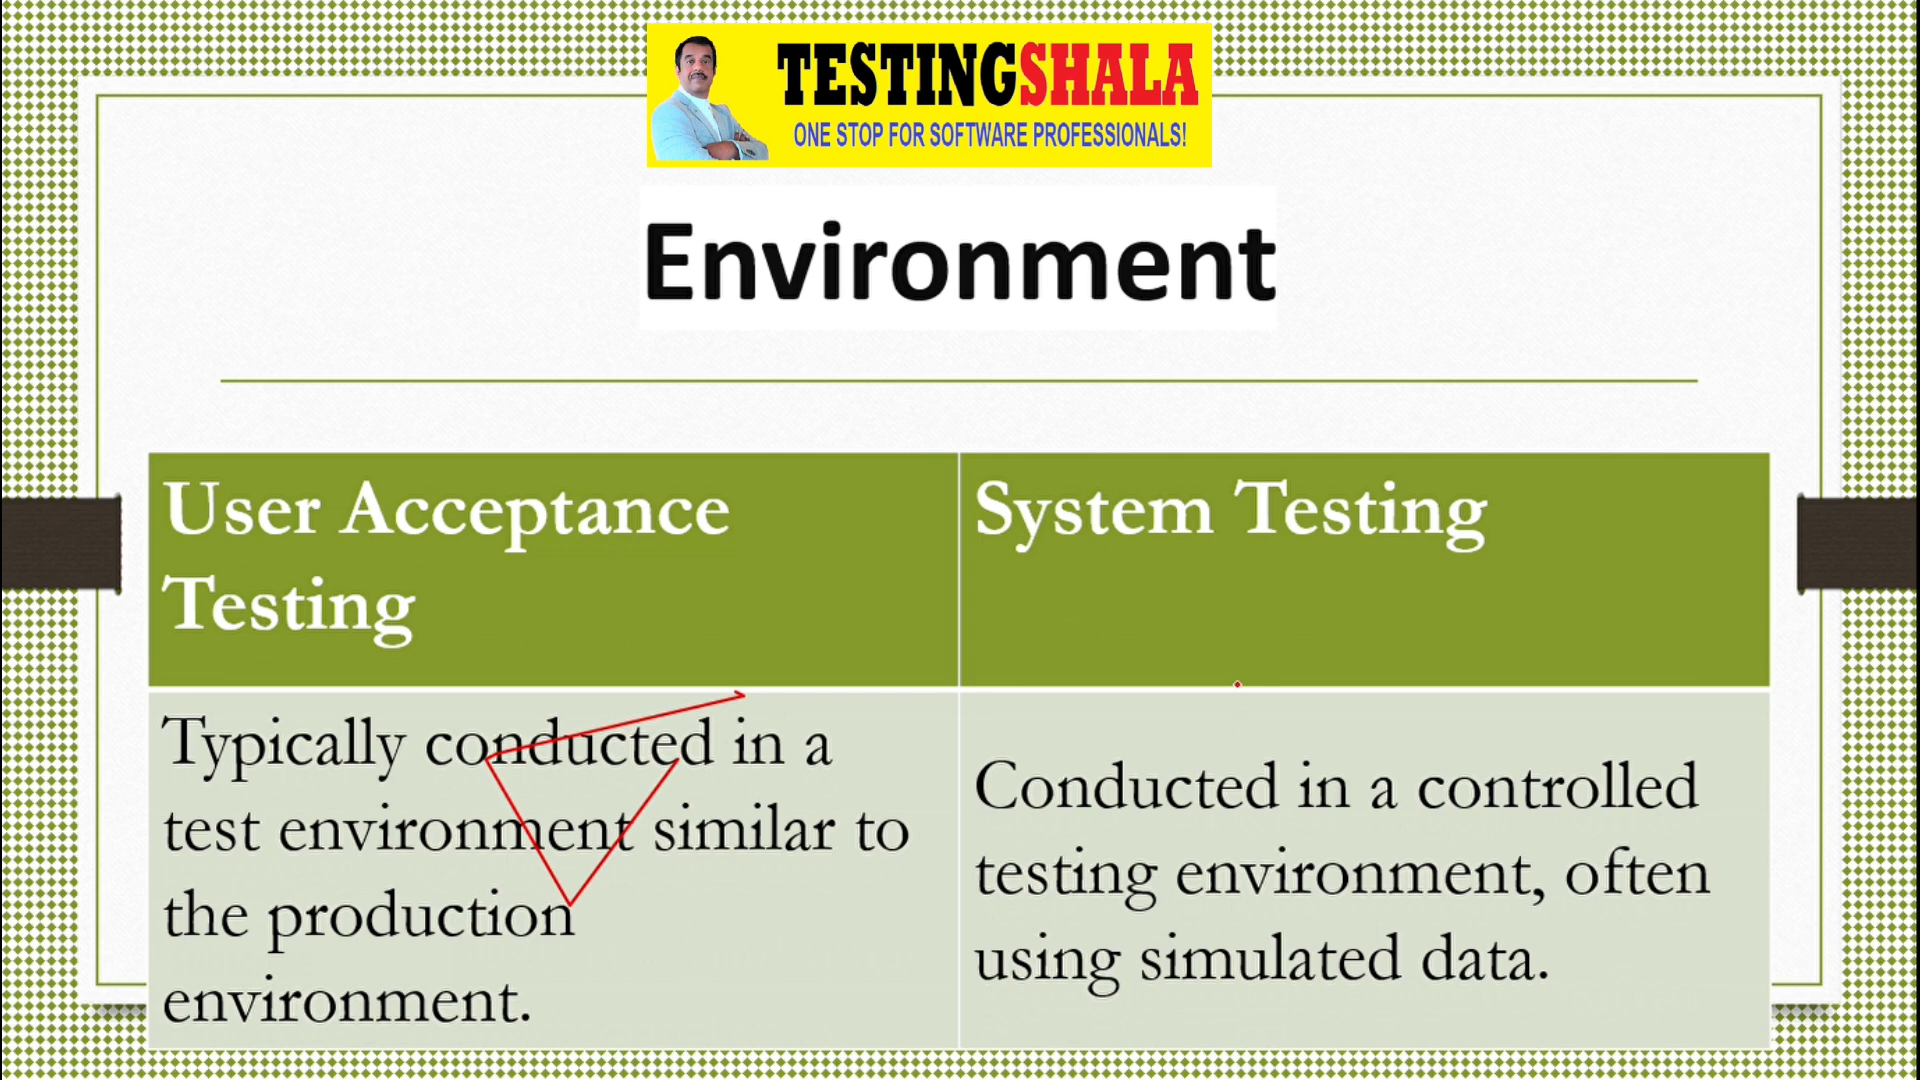 TESTINGSHALA
ONE STOP FOR SOFTWARE PROFESSIONALS!
Environment
User Acceptance
Testing
System Testing
Typically conducted in a
test environment similar to
the production
environment.
Conducted in a controlled
testing environment, often
using simulated data.